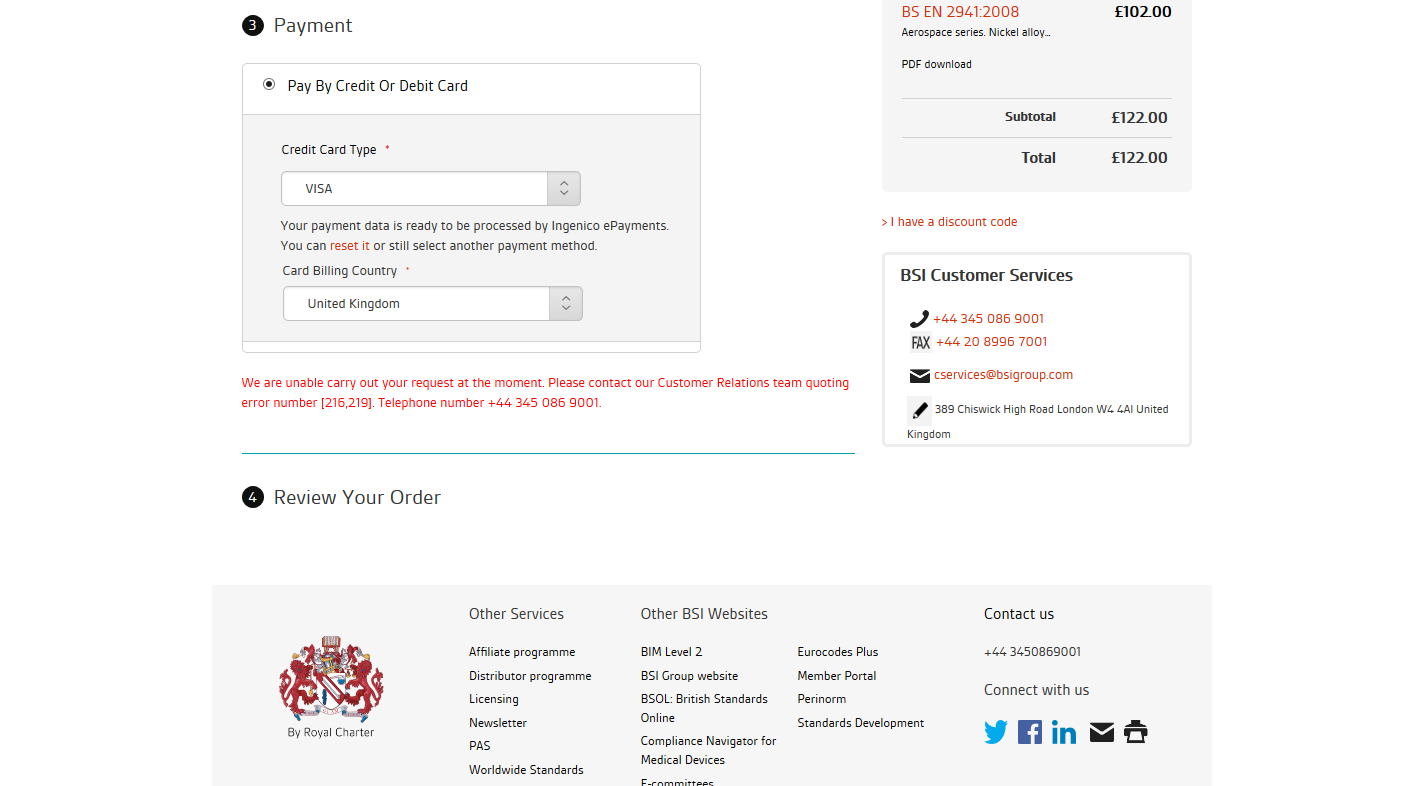 3 Payment
Pay By Credit Or Debit Card
Credit Card Type *
VISA
Your payment data is ready to be processed by Ingenico ePayments.
You can reset it or still select another payment method.
Card Billing Country *
United Kingdom
We are unable carry out your request at the moment. Please contact our Customer Relations team quoting
error number [216,219]. Telephone number +44 345 086 9001.
4 Review Your Order
BS EN 2941:2008 £102.00
Aerospace series. Nickel alloy...
PDF download
Subtotal £122.00
Total £122.00
> I have a discount code
BSI Customer Services
+44 345 086 9001
FAX +44 20 8996 7001
cservices@bsigroup.com
389 Chiswick High Road London W4 4Al United
Kingdom
By Royal Charter
Other Services
Affiliate programme
Distributor programme
Licensing
Newsletter
PAS
Worldwide Standards
Other BSI Websites
BIM Level 2
BSI Group website
BSOL: British Standards
Online
Compliance Navigator for
Medical Devices
E-committees
Eurocodes Plus
Member Portal
Perinorm
Standards Development
Contact us
+44 3450869001
Connect with us